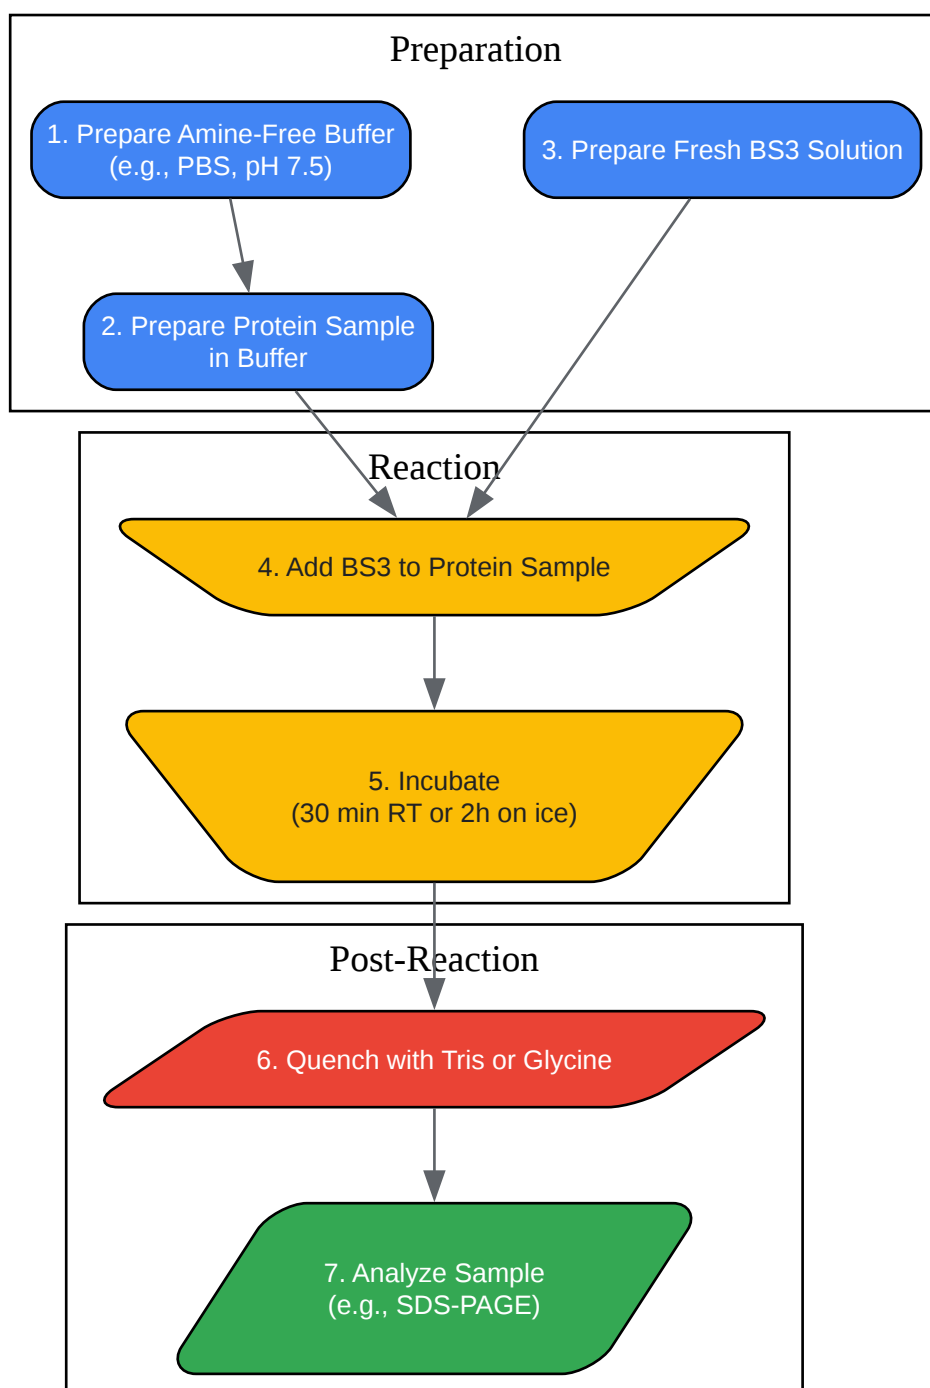 Preparation
1. Prepare Amine-Free Buffer
(e.g., PBS, pH 7.5)
3. Prepare Fresh BS3 Solution
2. Prepare Protein Sample
in Buffer
Reaction
4. Add BS3 to Protein Sample
5. Incubate
(30 min RT or 2h on ice)
Post-Reaction
6. Quench with Tris or Glycine
7. Analyze Sample
(e.g., SDS-PAGE)